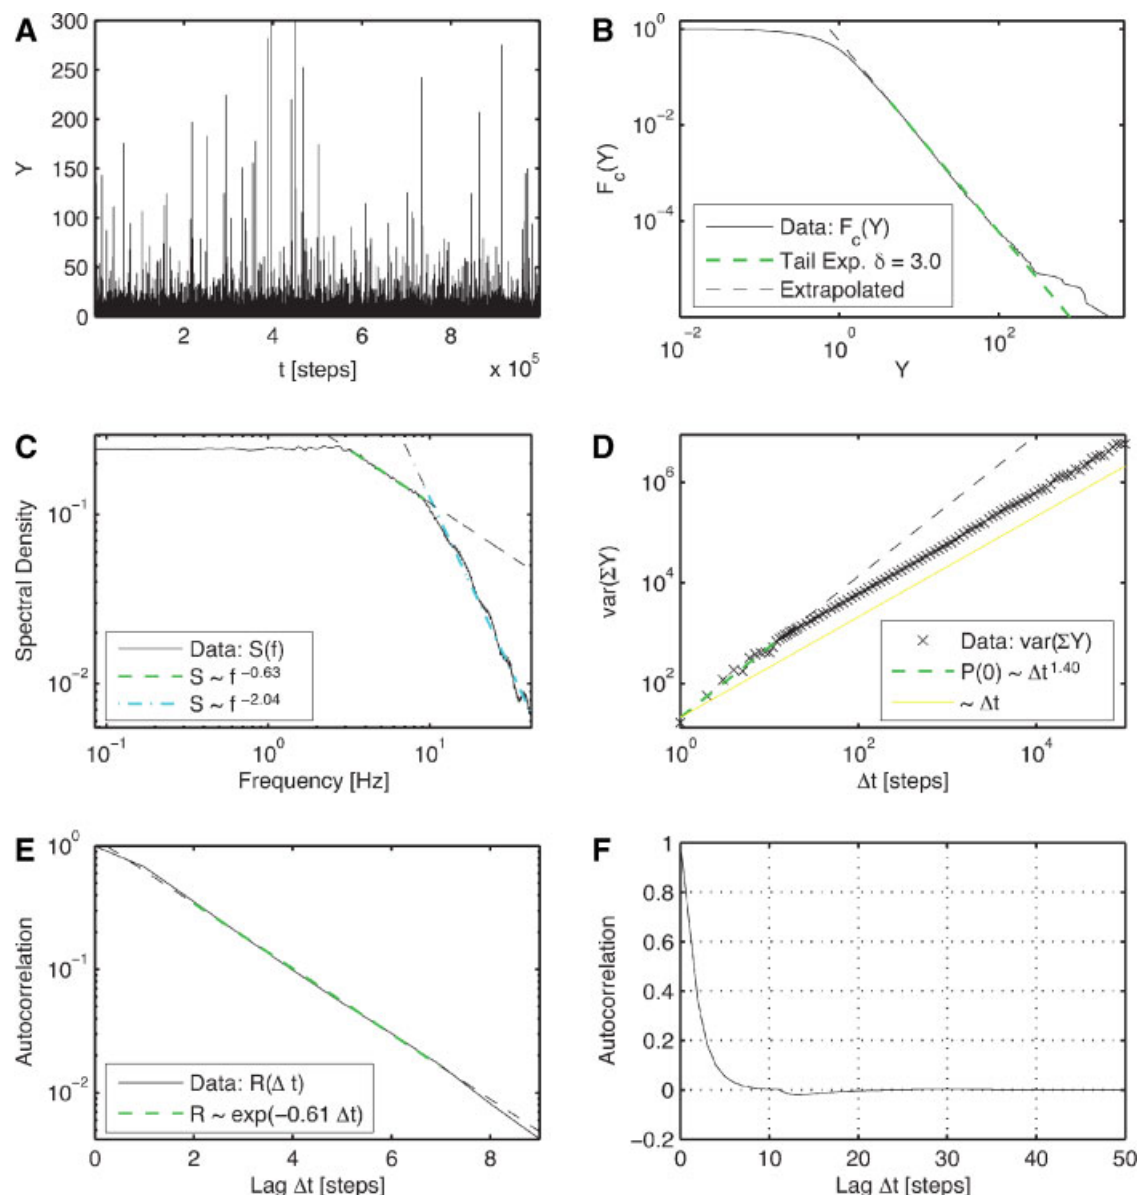 A
300
250
200
150
100
50
0
Y
2
4
6
8
t [steps]
x 10^5
B
10^0
10^-2
10^-4
F_c(Y)
Data: F_c(Y)
Tail Exp. δ = 3.0
Extrapolated
10^-2
10^0
10^2
Y
C
10^-1
10^-2
Spectral Density
Data: S(f)
S ~ f^-0.63
S ~ f^-2.04
10^-1
10^0
10^1
Frequency [Hz]
D
10^6
10^4
10^2
var(ΣY)
Data: var(ΣY)
P(0) ~ Δt^1.40
~ Δt
10^0
10^2
10^4
Δt [steps]
E
10^0
10^-1
10^-2
Autocorrelation
Data: R(Δ t)
R ~ exp(−0.61 Δt)
0
2
4
6
8
Lag Δt [steps]
F
1
0.8
0.6
0.4
0.2
0
−0.2
Autocorrelation
0
10
20
30
40
50
Lag Δt [steps]